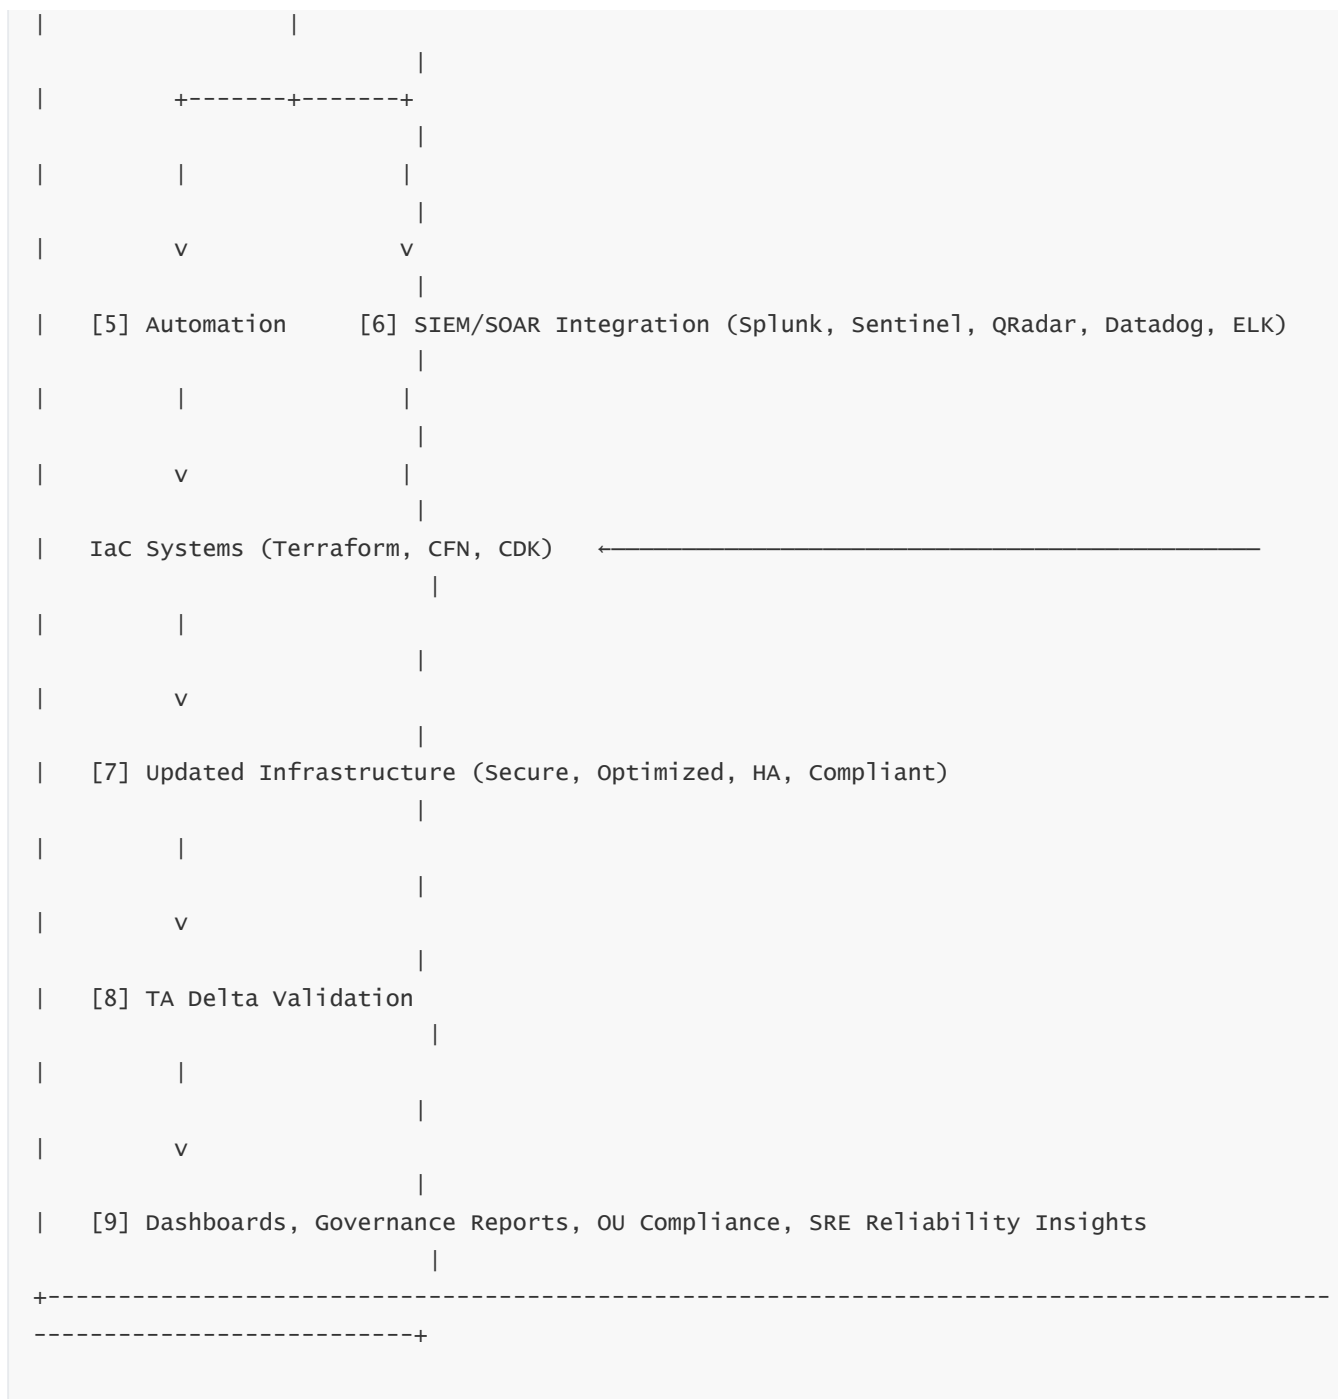 |                 |
                           |
|         +-------+-------+
                           |
|         |               |
                           |
|         v               v
                           |
|   [5] Automation     [6] SIEM/SOAR Integration (Splunk, Sentinel, QRadar, Datadog, ELK)
                           |
|         |               |
                           |
|         v               |
                           |
|   IaC Systems (Terraform, CFN, CDK)   ←──────────────────────────────────────────────
                            |
|         |
                           |
|         v
                           |
|   [7] Updated Infrastructure (Secure, Optimized, HA, Compliant)
                           |
|         |
                           |
|         v
                           |
|   [8] TA Delta Validation
                            |
|         |
                           |
|         v
                           |
|   [9] Dashboards, Governance Reports, OU Compliance, SRE Reliability Insights
                            |
+-------------------------------------------------------------------------------------------
---------------------------+